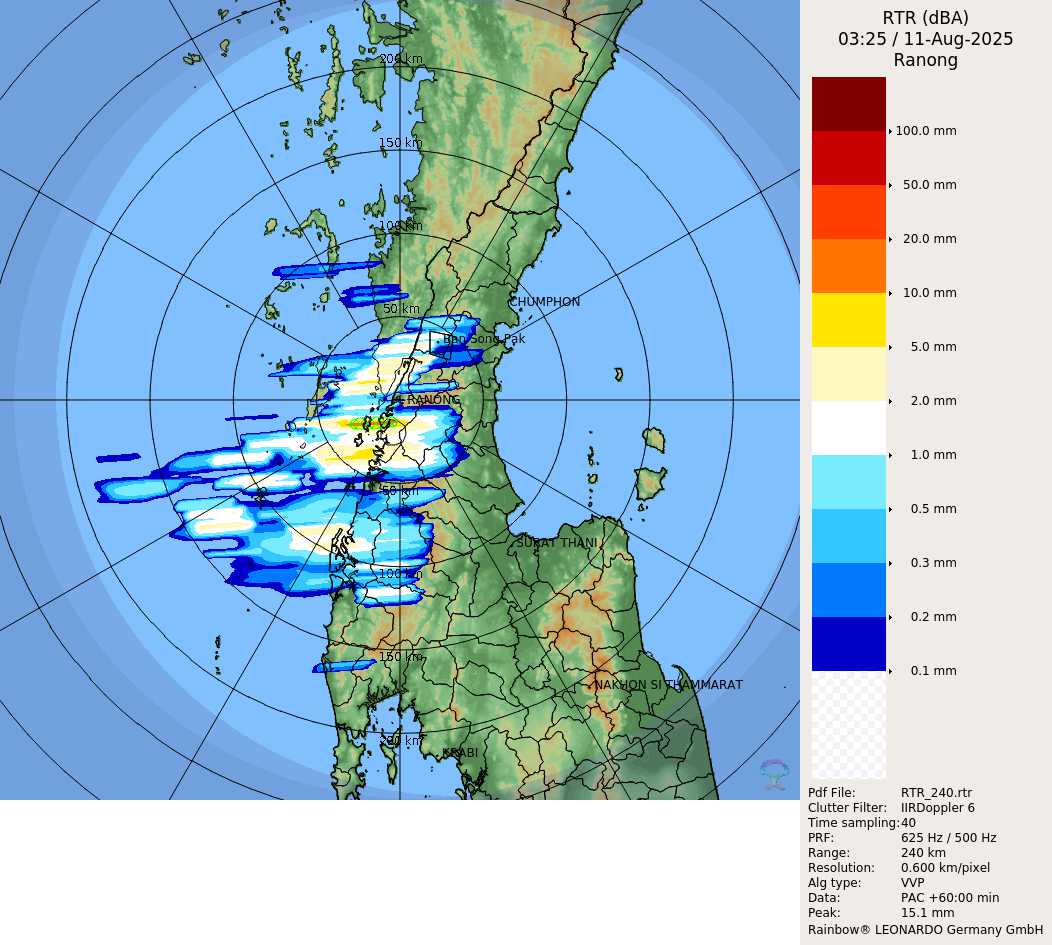 RTR (dBA)
03:25 / 11-Aug-2025
Ranong
100.0 mm
50.0 mm
20.0 mm
10.0 mm
5.0 mm
2.0 mm
1.0 mm
0.5 mm
0.3 mm
0.2 mm
0.1 mm
Pdf File: RTR_240.rtr
Clutter Filter: IIRDoppler 6
Time sampling: 40
PRF: 625 Hz / 500 Hz
Range: 240 km
Resolution: 0.600 km/pixel
Alg type: VVP
Data: PAC +60:00 min
Peak: 15.1 mm
Rainbow® LEONARDO Germany GmbH
200 km
150 km
100 km
CHUMPHON
50 km
Ban Song Pak
RANONG
50 km
SURAT THANI
100 km
150 km
NAKHON SI THAMMARAT
200 km
KRABI